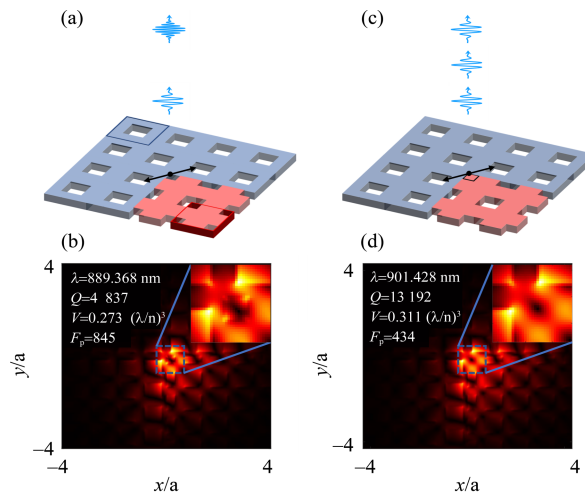 (a)
(c)
(b)
4
λ=889.368 nm
Q=4 837
V=0.273 (λ/n)³
Fₚ=845
y/a
–4
–4
4
x/a
(d)
4
λ=901.428 nm
Q=13 192
V=0.311 (λ/n)³
Fₚ=434
y/a
–4
–4
4
x/a